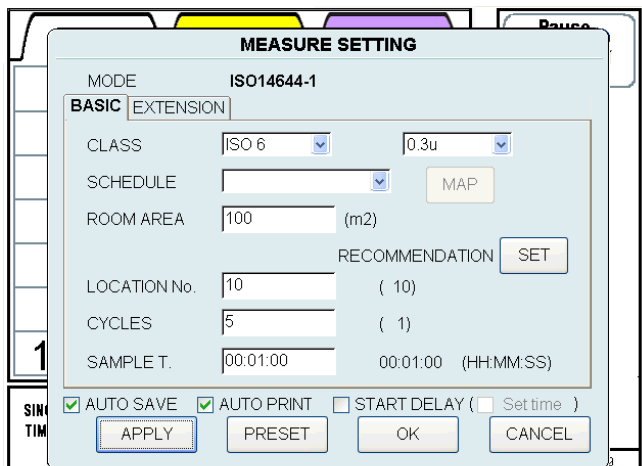 Pause
MEASURE SETTING
MODE ISO14644-1
BASIC EXTENSION
CLASS ISO 6 0.3u
SCHEDULE MAP
ROOM AREA 100 (m2)
RECOMMENDATION SET
LOCATION No. 10 ( 10)
CYCLES 5 ( 1)
SAMPLE T. 00:01:00 00:01:00 (HH:MM:SS)
1
AUTO SAVE AUTO PRINT START DELAY ( Set time )
SIN
TIM
APPLY PRESET OK CANCEL